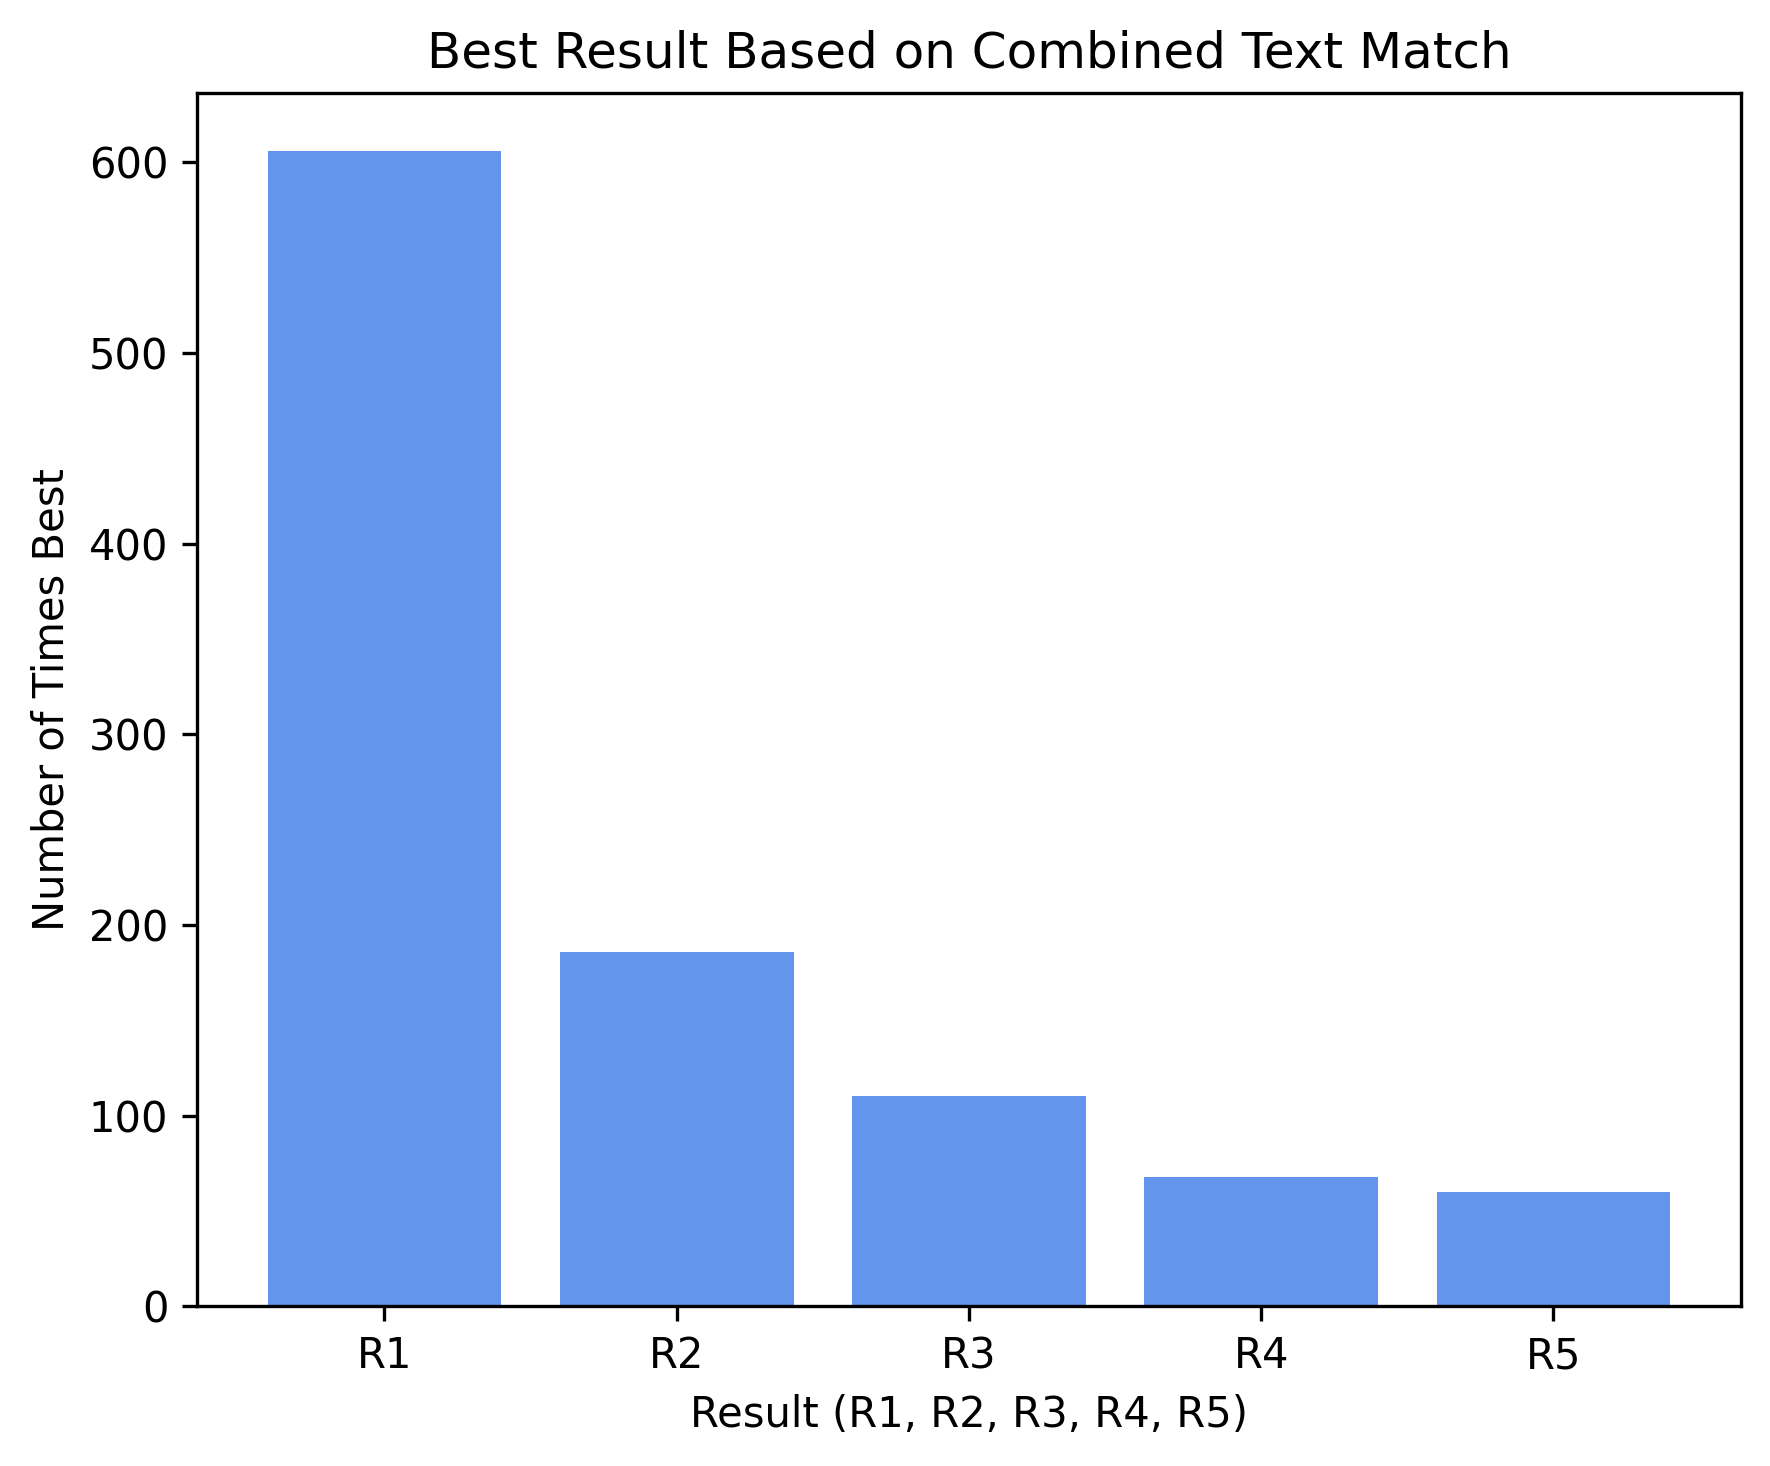 Best Result Based on Combined Text Match
Number of Times Best
600
500
400
300
200
100
0
R1 R2 R3 R4 R5
Result (R1, R2, R3, R4, R5)